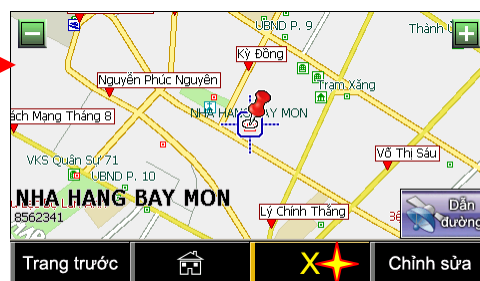 UBND P. 9
Thành
Kỳ Đồng
Nguyễn Phúc Nguyên
Trạm Xăng
NHA HANG BAY MON
ách Mạng Tháng 8
Võ Thị Sáu
VKS Quân Sự 71
UBND P. 10
NHA HANG BAY MON
8562341
Lý Chính Thắng
Dẫn
đường
Trang trước
X
Chỉnh sửa